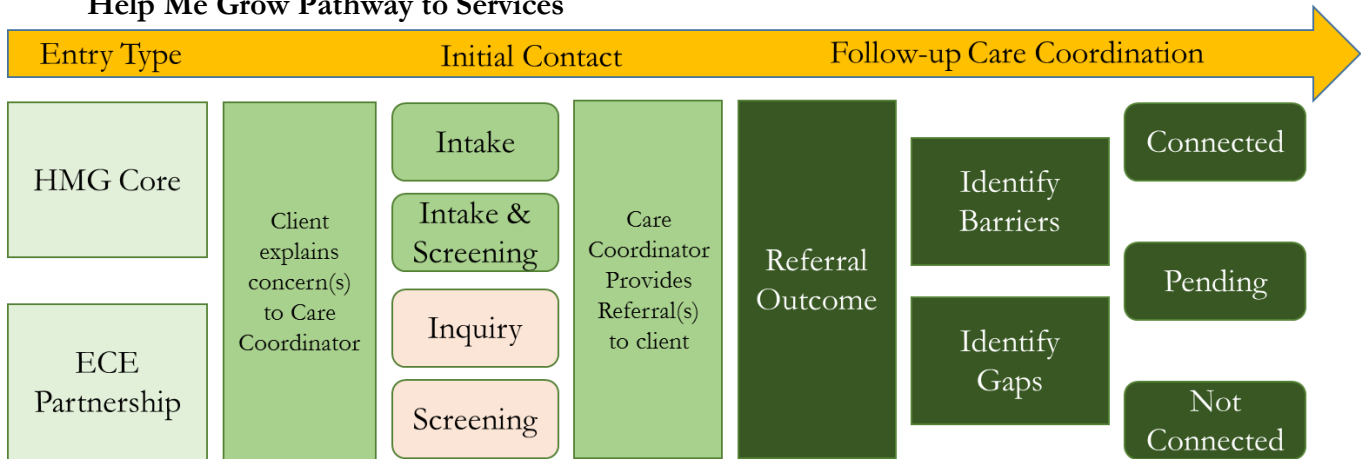 Help Me Grow Pathway to Services
Entry Type
Initial Contact
Follow-up Care Coordination
HMG Core
ECE
Partnership
Client
explains
concern(s)
to Care
Coordinator
Intake
Intake &
Screening
Inquiry
Screening
Care
Coordinator
Provides
Referral(s)
to client
Referral
Outcome
Identify
Barriers
Identify
Gaps
Connected
Pending
Not
Connected